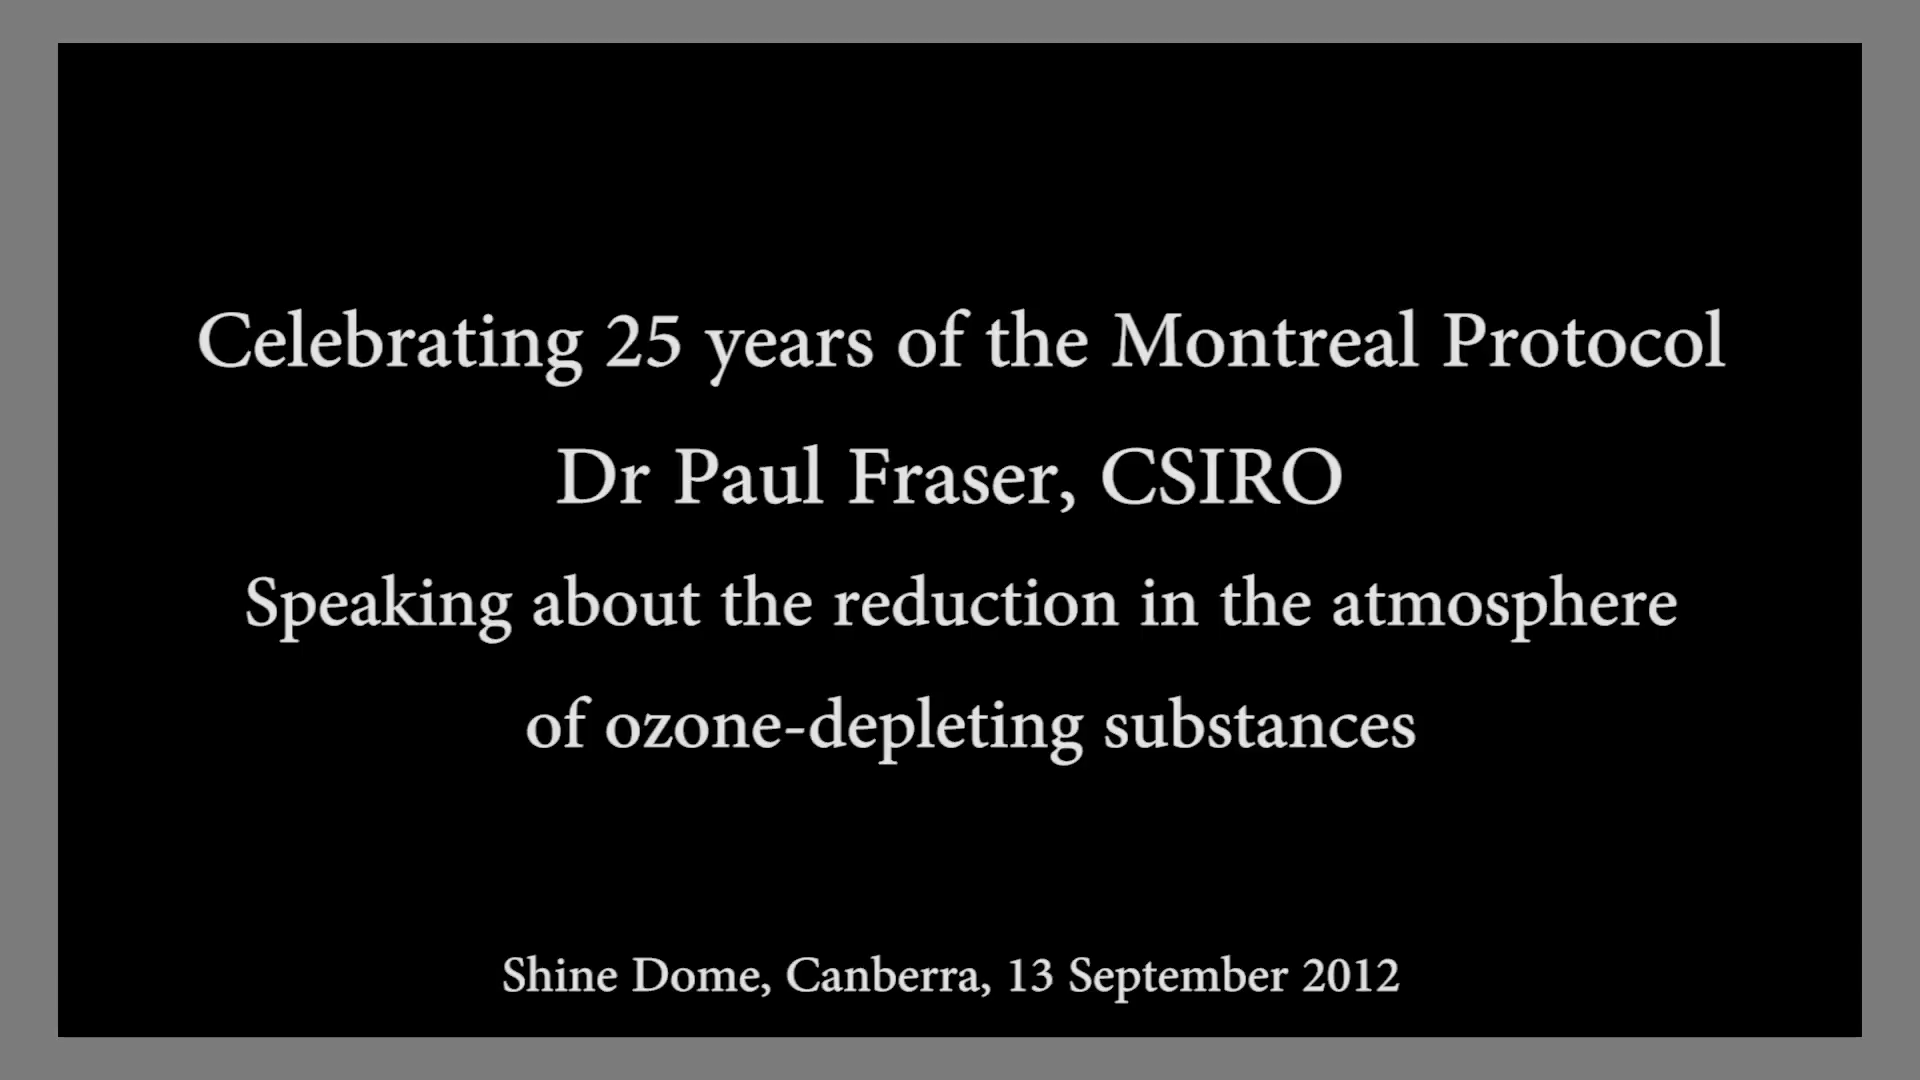 Celebrating 25 years of the Montreal Protocol
Dr Paul Fraser, CSIRO
Speaking about the reduction in the atmosphere
of ozone-depleting substances
Shine Dome, Canberra, 13 September 2012